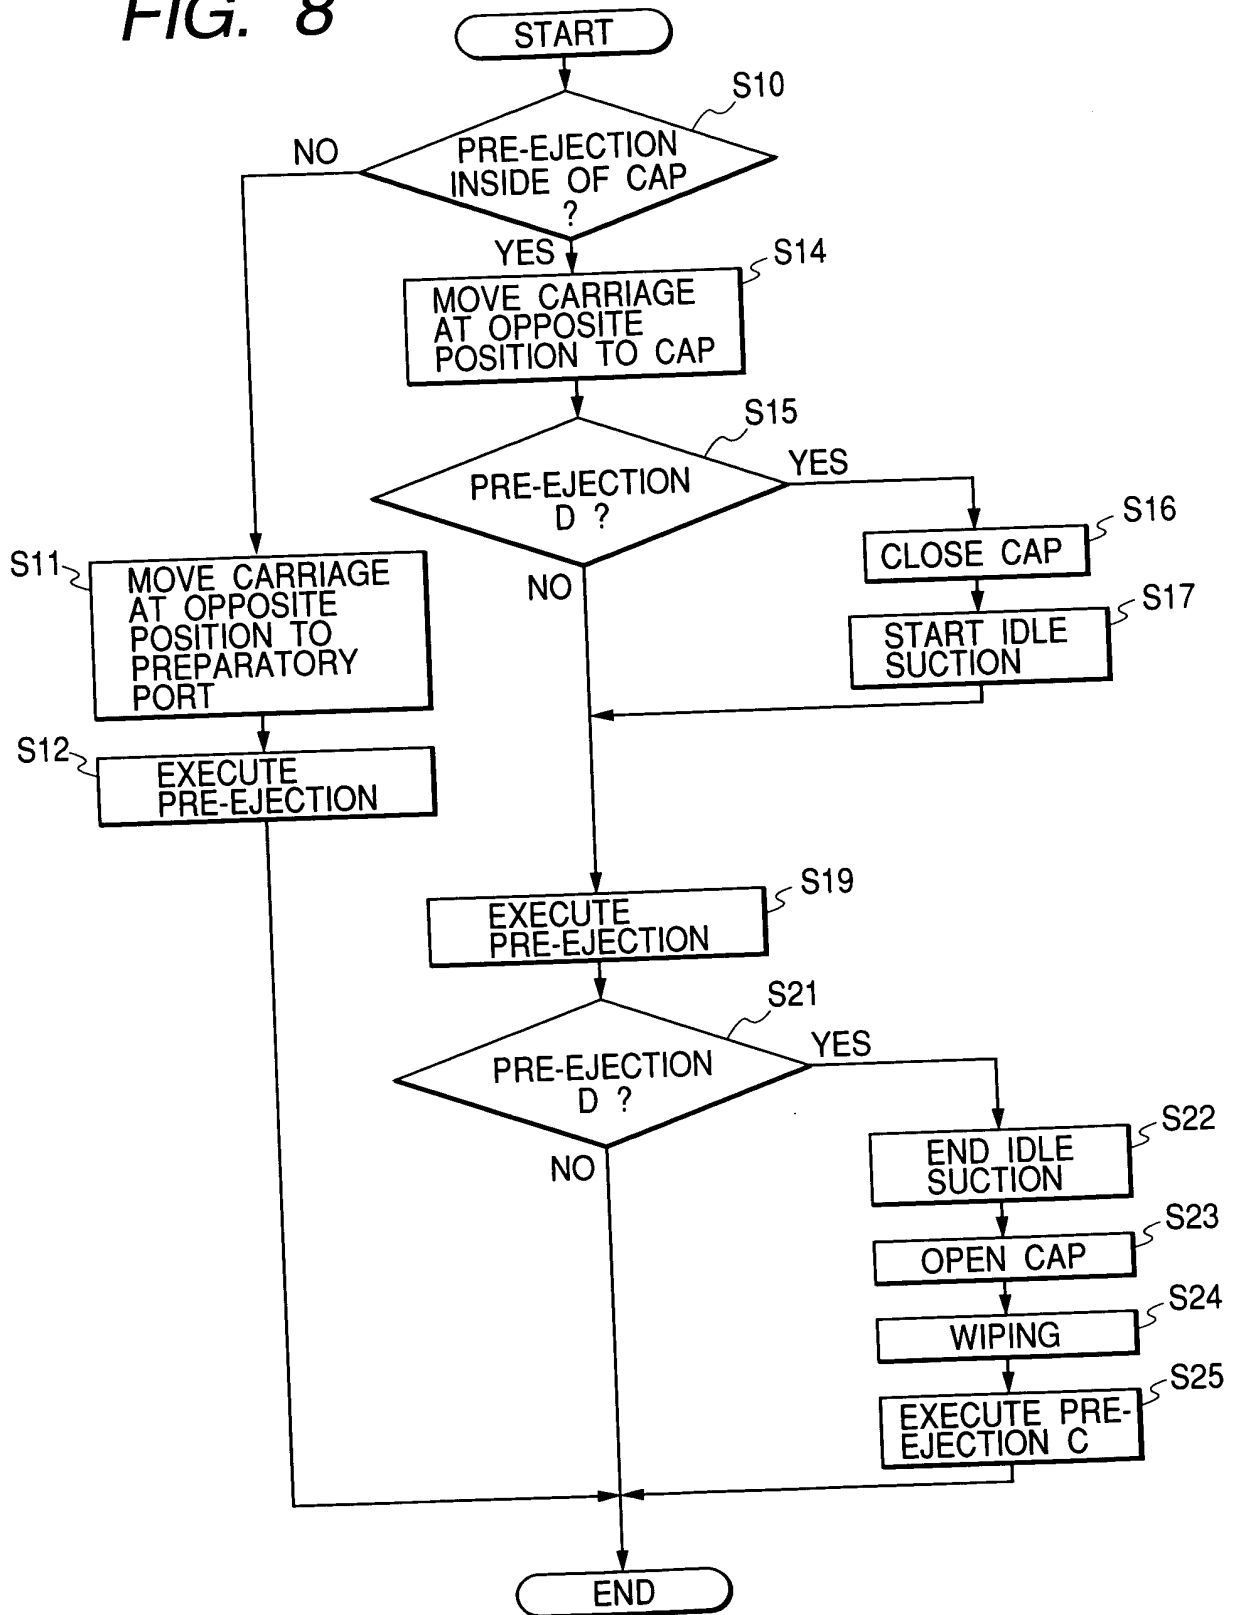 FIG. 8
START
S10
PRE-EJECTION
INSIDE OF CAP
?
NO
YES
S14
MOVE CARRIAGE
AT OPPOSITE
POSITION TO CAP
S15
PRE-EJECTION
D ?
YES
NO
S16
CLOSE CAP
S17
START IDLE
SUCTION
S11
MOVE CARRIAGE
AT OPPOSITE
POSITION TO
PREPARATORY
PORT
S12
EXECUTE
PRE-EJECTION
S19
EXECUTE
PRE-EJECTION
S21
PRE-EJECTION
D ?
YES
NO
S22
END IDLE
SUCTION
S23
OPEN CAP
S24
WIPING
S25
EXECUTE PRE-
EJECTION C
END